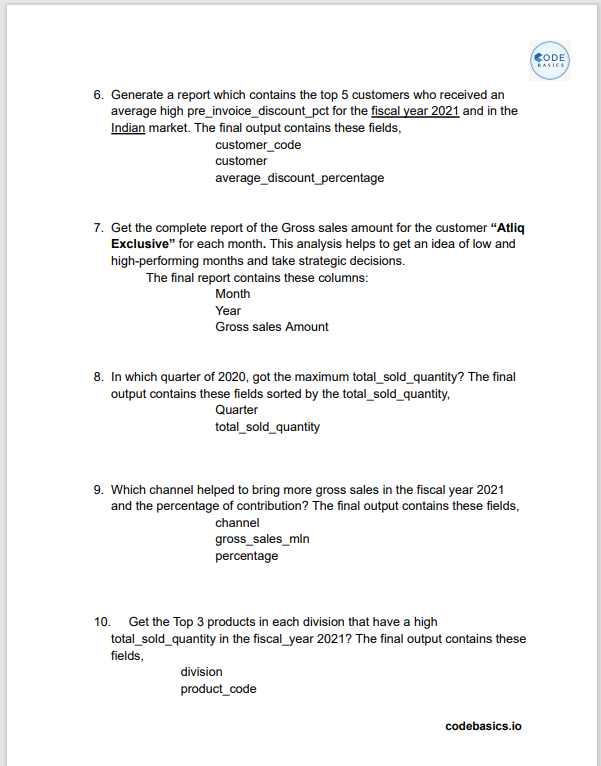 CODE
BASICS
6. Generate a report which contains the top 5 customers who received an
average high pre_invoice_discount_pct for the fiscal year 2021 and in the
Indian market. The final output contains these fields,
customer_code
customer
average_discount_percentage
7. Get the complete report of the Gross sales amount for the customer “Atliq
Exclusive” for each month. This analysis helps to get an idea of low and
high-performing months and take strategic decisions.
The final report contains these columns:
Month
Year
Gross sales Amount
8. In which quarter of 2020, got the maximum total_sold_quantity? The final
output contains these fields sorted by the total_sold_quantity,
Quarter
total_sold_quantity
9. Which channel helped to bring more gross sales in the fiscal year 2021
and the percentage of contribution? The final output contains these fields,
channel
gross_sales_mln
percentage
10. Get the Top 3 products in each division that have a high
total_sold_quantity in the fiscal_year 2021? The final output contains these
fields,
division
product_code
codebasics.io